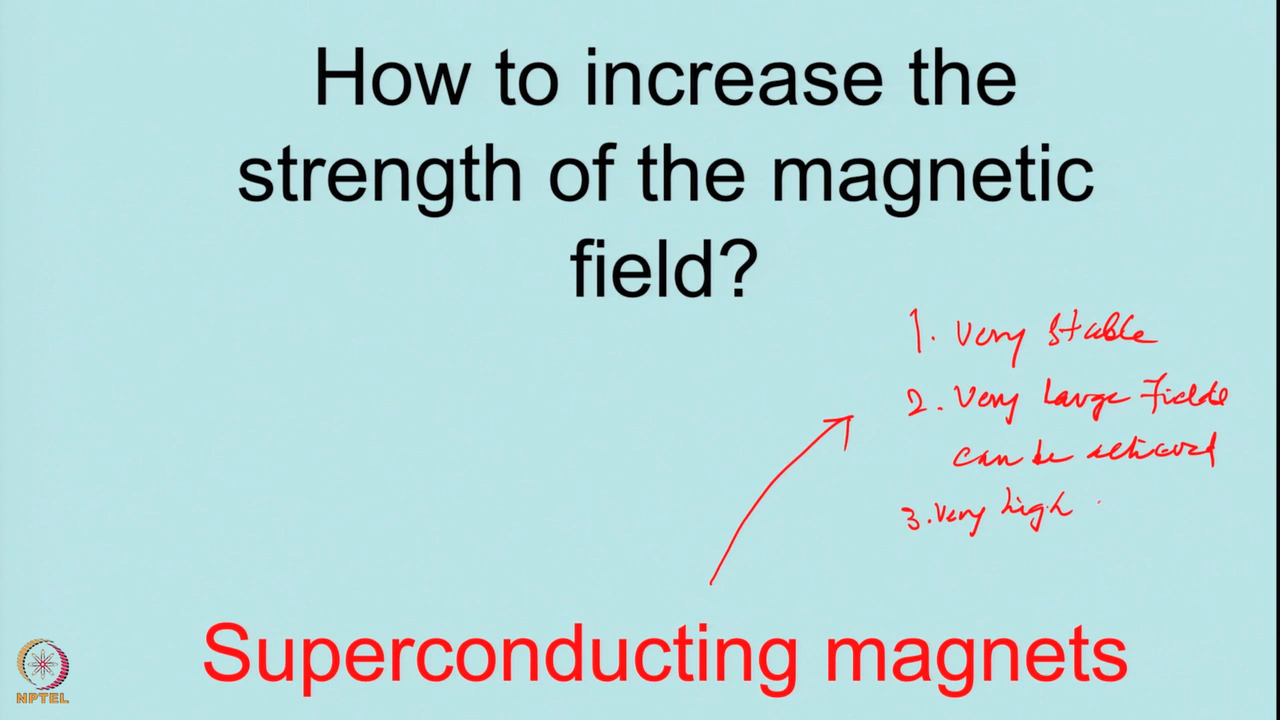 How to increase the
strength of the magnetic
field?
1. Very Stable
2. Very Large Fields
can be achieved
3. Very high
Superconducting magnets
NPTEL